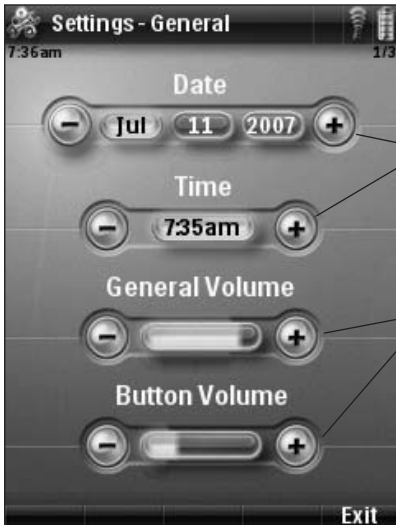 Settings - General
7:36am 1/3
Date
- Jul 11 2007 +
Time
- 7:35am +
General Volume
- +
Button Volume
- +
Exit